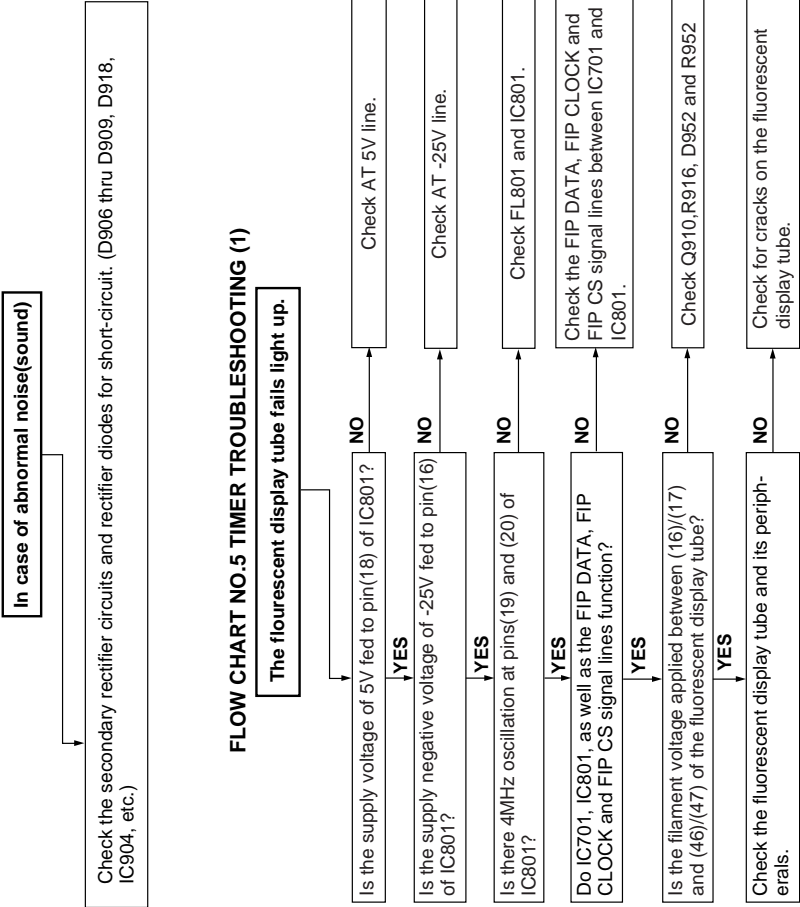 In case of abnormal noise(sound)
Check the secondary rectifier circuits and rectifier diodes for short-circuit. (D906 thru D909, D918,
IC904, etc.)
FLOW CHART NO.5 TIMER TROUBLESHOOTING (1)
The flourescent display tube fails light up.
Is the supply voltage of 5V fed to pin(18) of IC801?
NO
Check AT 5V line.
YES
Is the supply negative voltage of -25V fed to pin(16)
of IC801?
NO
Check AT -25V line.
YES
Is there 4MHz oscillation at pins(19) and (20) of
IC801?
NO
Check FL801 and IC801.
YES
Do IC701, IC801, as well as the FIP DATA, FIP
CLOCK and FIP CS signal lines function?
NO
Check the FIP DATA, FIP CLOCK and
FIP CS signal lines between IC701 and
IC801.
YES
Is the filament voltage applied between (16)/(17)
and (46)/(47) of the fluorescent display tube?
NO
Check Q910,R916, D952 and R952
YES
Check the fluorescent display tube and its periph-
erals.
NO
Check for cracks on the fluorescent
display tube.